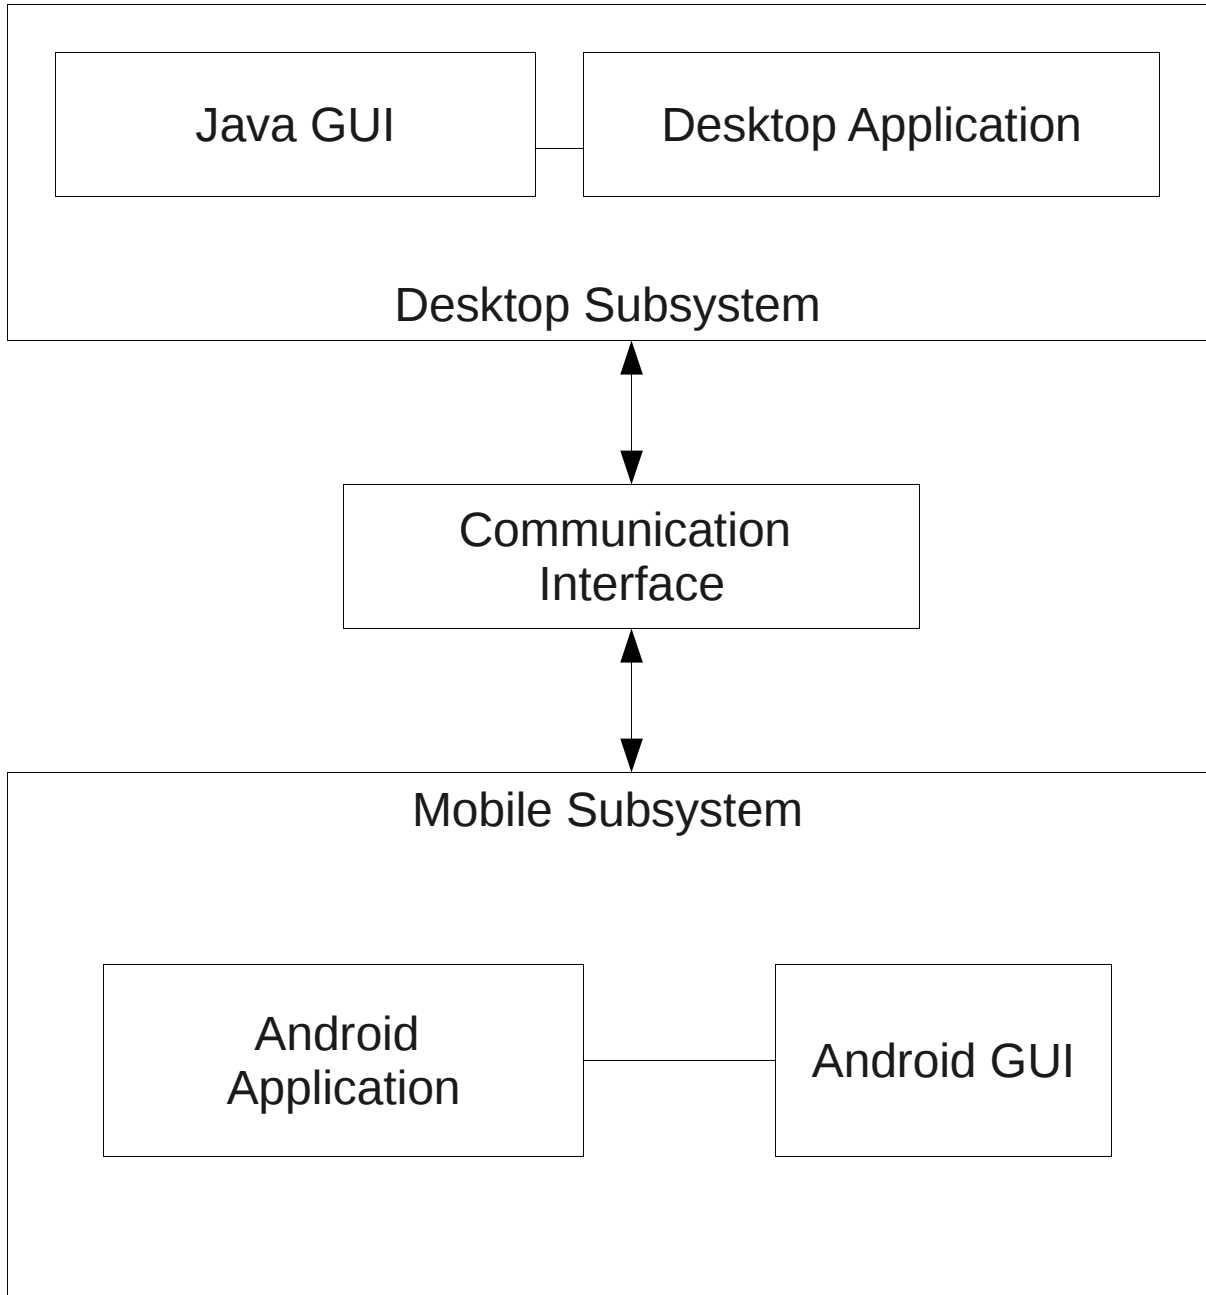 Java GUI
Desktop Application
Desktop Subsystem
Communication
Interface
Mobile Subsystem
Android
Application
Android GUI